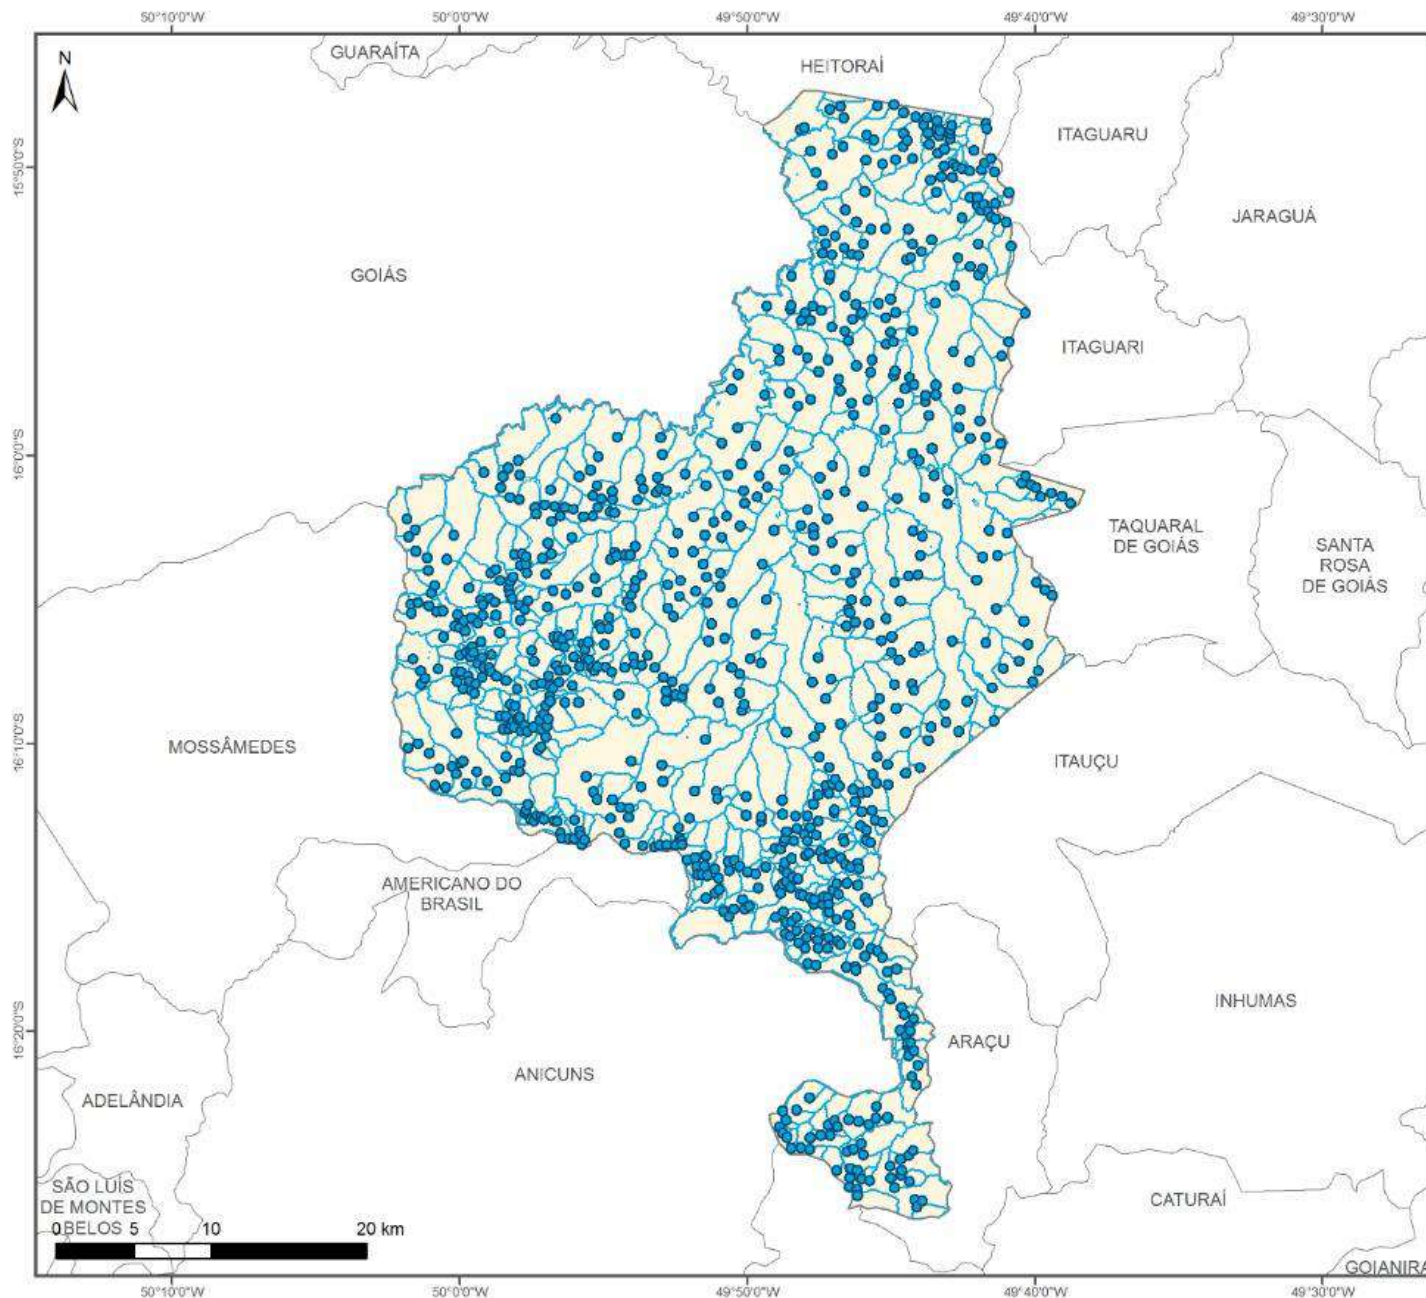 50°10'0"W 50°0'0"W 49°50'0"W 49°40'0"W 49°30'0"W
N
GUARAÍTA
HEITORAÍ
ITAGUARU
15°50'0"S
JARAGUÁ
GOIÁS
ITAGUARI
16°0'0"S
TAQUARAL
DE GOIÁS
SANTA
ROSA
DE GOIÁS
MOSSÂMEDES
16°10'0"S
ITAUÇU
AMERICANO DO
BRASIL
INHUMAS
16°20'0"S
ARAÇU
ANICUNS
ADELÂNDIA
SÃO LUÍS
DE MONTES
BELOS
0 5 10 20 km
CATURAÍ
GOIANIRA
50°10'0"W 50°0'0"W 49°50'0"W 49°40'0"W 49°30'0"W